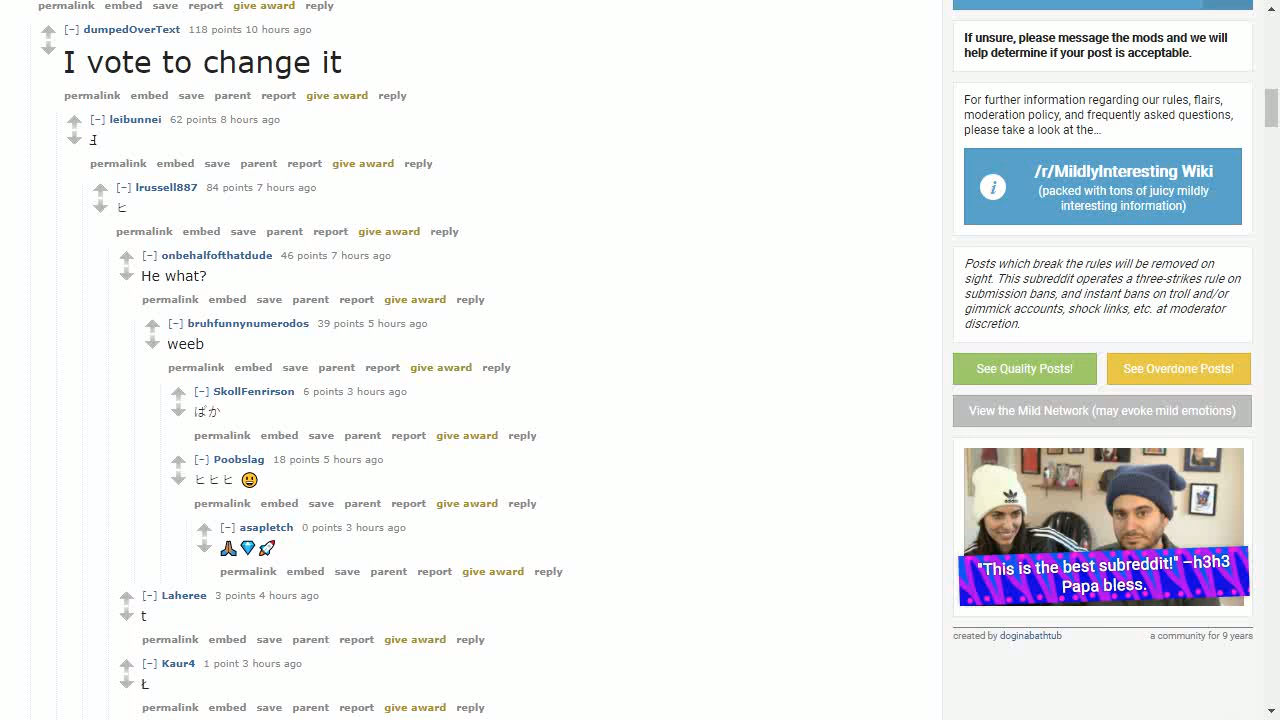 permalink embed save report give award reply
[–] dumpedOverText 118 points 10 hours ago
I vote to change it
permalink embed save parent report give award reply
[–] leibunnei 62 points 8 hours ago
permalink embed save parent report give award reply
[–] lrussell887 84 points 7 hours ago
ヒ
permalink embed save parent report give award reply
[–] onbehalfofthatdude 46 points 7 hours ago
He what?
permalink embed save parent report give award reply
[–] bruhfunnynumerodos 39 points 5 hours ago
weeb
permalink embed save parent report give award reply
[–] SkollFenrirson 6 points 3 hours ago
ばか
permalink embed save parent report give award reply
[–] Poobslag 18 points 5 hours ago
ヒヒヒ 😃
permalink embed save parent report give award reply
[–] asapletch 0 points 3 hours ago
🙏🏽💎🚀
permalink embed save parent report give award reply
[–] Laheree 3 points 4 hours ago
t
permalink embed save parent report give award reply
[–] Kaur4 1 point 3 hours ago
Ł
permalink embed save parent report give award reply
If unsure, please message the mods and we will
help determine if your post is acceptable.
For further information regarding our rules, flairs,
moderation policy, and frequently asked questions,
please take a look at the...
/r/MildlyInteresting Wiki
(packed with tons of juicy mildly
interesting information)
Posts which break the rules will be removed on
sight. This subreddit operates a three-strikes rule on
submission bans, and instant bans on troll and/or
gimmick accounts, shock links, etc. at moderator
discretion.
See Quality Posts!
See Overdone Posts!
View the Mild Network (may evoke mild emotions)
"This is the best subreddit!" –h3h3
Papa bless.
created by doginabathtub
a community for 9 years